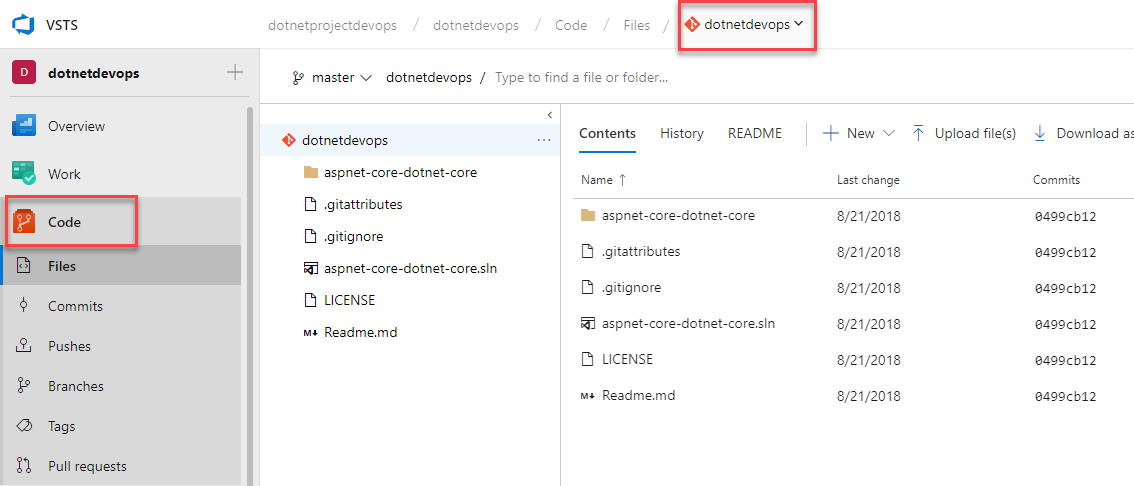 VSTS
dotnetprojectdevops / dotnetdevops / Code / Files / dotnetdevops
D dotnetdevops
master dotnetdevops / Type to find a file or folder...
Overview
Work
Code
Files
Commits
Pushes
Branches
Tags
Pull requests
dotnetdevops ...
aspnet-core-dotnet-core
.gitattributes
.gitignore
aspnet-core-dotnet-core.sln
LICENSE
M↓ Readme.md
Contents History README New Upload file(s) Download as
Name ↑ Last change Commits
aspnet-core-dotnet-core 8/21/2018 0499cb12
.gitattributes 8/21/2018 0499cb12
.gitignore 8/21/2018 0499cb12
aspnet-core-dotnet-core.sln 8/21/2018 0499cb12
LICENSE 8/21/2018 0499cb12
M↓ Readme.md 8/21/2018 0499cb12